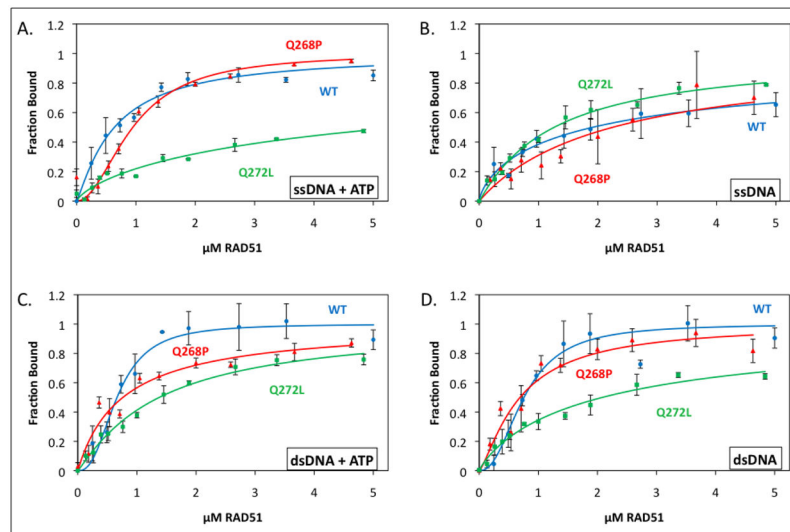 A.
1.2
1
0.8
0.6
0.4
0.2
0
Fraction Bound
Q268P
WT
Q272L
ssDNA + ATP
0 1 2 3 4 5
μM RAD51
B.
1.2
1
0.8
0.6
0.4
0.2
0
Fraction Bound
Q272L
WT
Q268P
ssDNA
0 1 2 3 4 5
μM RAD51
C.
1.2
1
0.8
0.6
0.4
0.2
0
Fraction Bound
WT
Q268P
Q272L
dsDNA + ATP
0 1 2 3 4 5
μM RAD51
D.
1.2
1
0.8
0.6
0.4
0.2
0
Fraction Bound
WT
Q268P
Q272L
dsDNA
0 1 2 3 4 5
μM RAD51